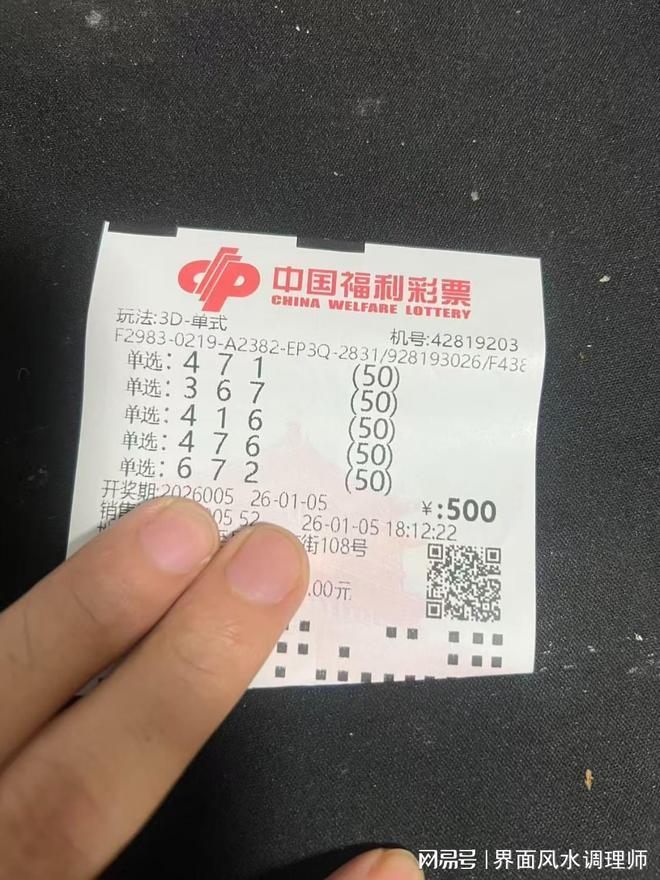 中国福利彩票
CHINA WELFARE LOTTERY
玩法:3D-单式 机号:42819203
F2983-0219-A2382-EP3Q-2831/928193026/F438
单选: 4 7 1 (50)
单选: 3 6 7 (50)
单选: 4 1 6 (50)
单选: 4 7 6 (50)
单选: 6 7 2 (50)
开奖期:2026005 26-01-05 ¥:500
销售 05 52 26-01-05 18:12:22
街108号
.00元
网易号 | 界面风水调理师